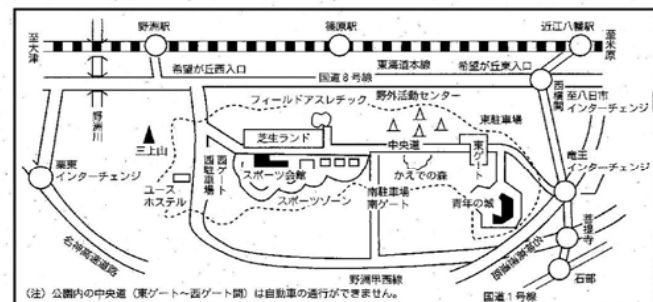 野洲駅
篠原駅
近江八幡駅
至大津
至米原
希望が丘西入口
東海道本線
希望が丘東入口
国道8号線
西横関
至八日市
インターチェンジ
野洲川
フィールドアスレチック
野外活動センター
東駐車場
芝生ランド
中央道
東ゲート
三上山
竜王
インターチェンジ
栗東
インターチェンジ
ユース
ホステル
西駐車場
西ゲート
スポーツ会館
かえでの森
スポーツゾーン
南駐車場
南ゲート
青年の城
菩提寺
名神高速道路
名神高速道路
野洲甲西線
石部
国道1号線
(注)公園内の中央道(東ゲート〜西ゲート間)は自動車の通行ができません。